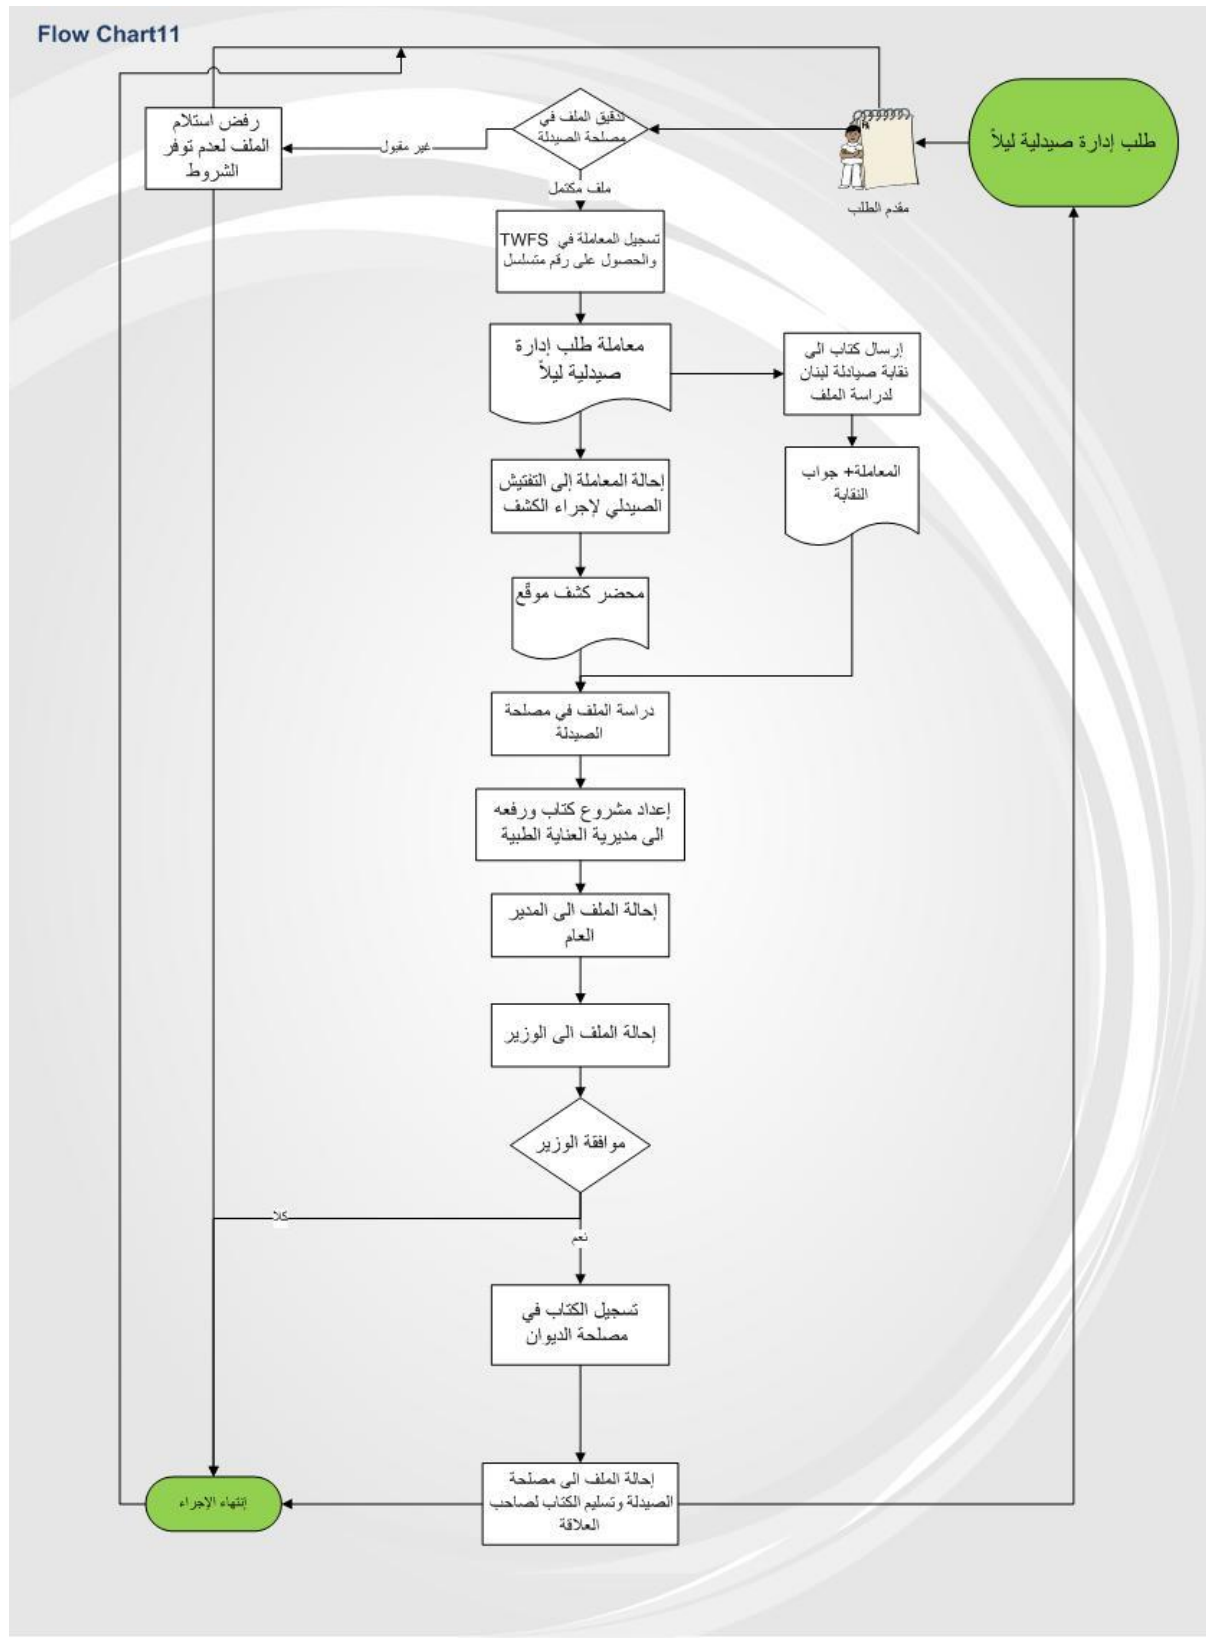 Flow Chart11
طلب إدارة صيدلية ليلاً
مقدم الطلب
تدقيق الملف في
مصلحة الصيدلة
غير مقبول
رفض استلام
الملف لعدم توفر
الشروط
ملف مكتمل
تسجيل المعاملة في TWFS
والحصول على رقم متسلسل
معاملة طلب إدارة
صيدلية ليلاً
إرسال كتاب الى
نقابة صيادلة لبنان
لدراسة الملف
المعاملة+ جواب
النقابة
إحالة المعاملة إلى التفتيش
الصيدلي لإجراء الكشف
محضر كشف موقّع
دراسة الملف في مصلحة
الصيدلة
إعداد مشروع كتاب ورفعه
الى مديرية العناية الطبية
إحالة الملف الى المدير
العام
إحالة الملف الى الوزير
موافقة الوزير
كلا
نعم
تسجيل الكتاب في
مصلحة الديوان
إحالة الملف الى مصلحة
الصيدلة وتسليم الكتاب لصاحب
العلاقة
إنتهاء الإجراء